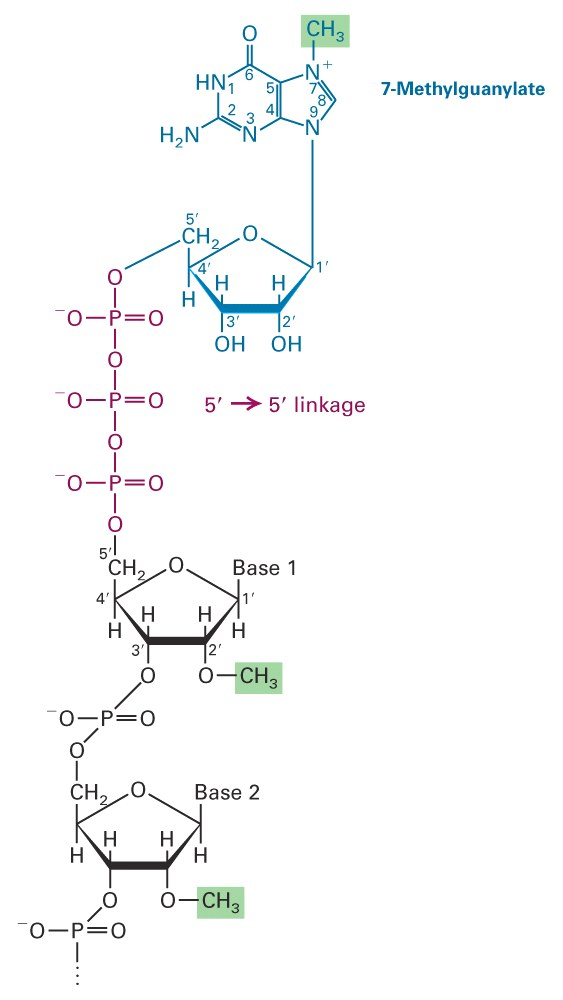 CH3
O
6
N+
HN 1
5
7
7-Methylguanylate
8
2
3
4
9
H2N
N
N
5′
CH2
O
O
4′
1′
H
H
H
3′
2′
−O—P=O
OH
OH
O
−O—P=O
5′ → 5′ linkage
O
−O—P=O
O
5′
CH2
O
Base 1
4′
1′
H
H
H
H
3′
2′
O
O—CH3
−O—P=O
O
CH2
O
Base 2
H
H
H
H
O
O—CH3
−O—P=O